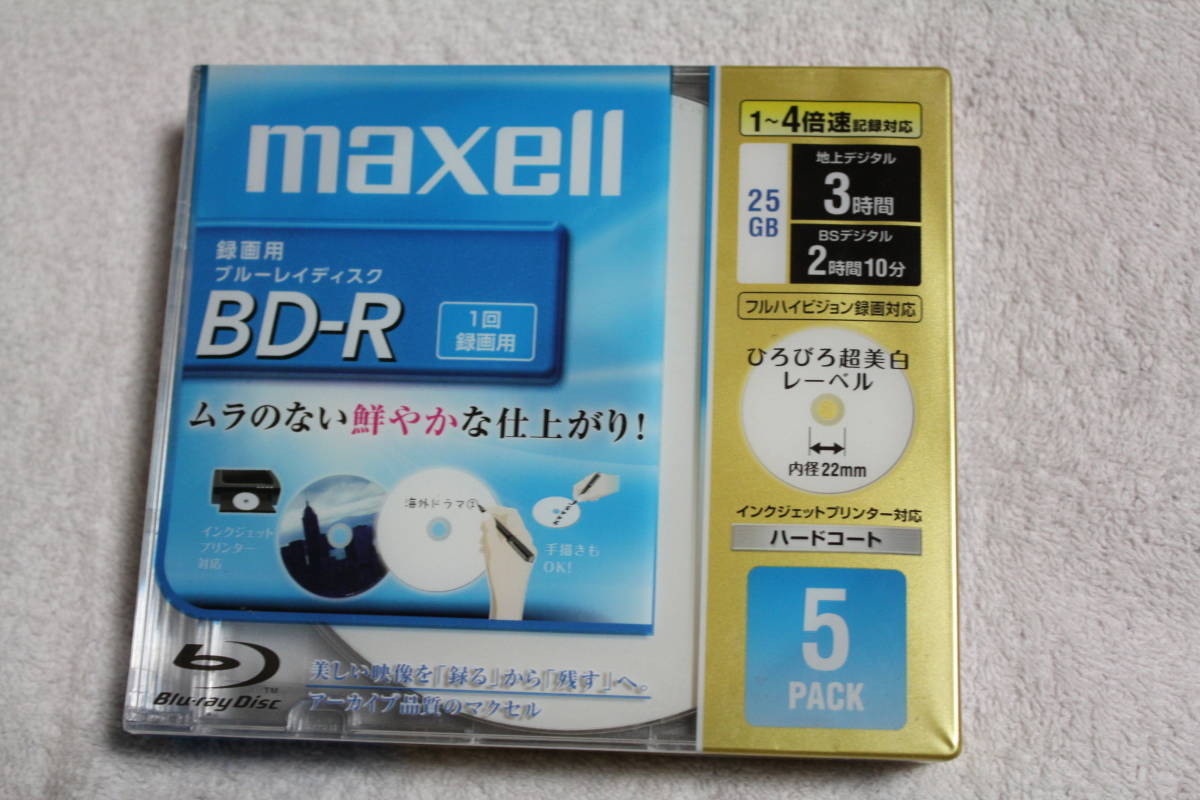 maxell
録画用
ブルーレイディスク
BD-R
1回
録画用
ムラのない鮮やかな仕上がり!
インクジェット
プリンター
対応
海外ドラマ①
手描きも
OK!
Blu-ray Disc
TM
美しい映像を「録る」から「残す」へ。
アーカイブ品質のマクセル
1～4倍速記録対応
25
GB
地上デジタル
3時間
BSデジタル
2時間10分
フルハイビジョン録画対応
ひろびろ超美白
レーベル
内径22mm
インクジェットプリンター対応
ハードコート
5
PACK